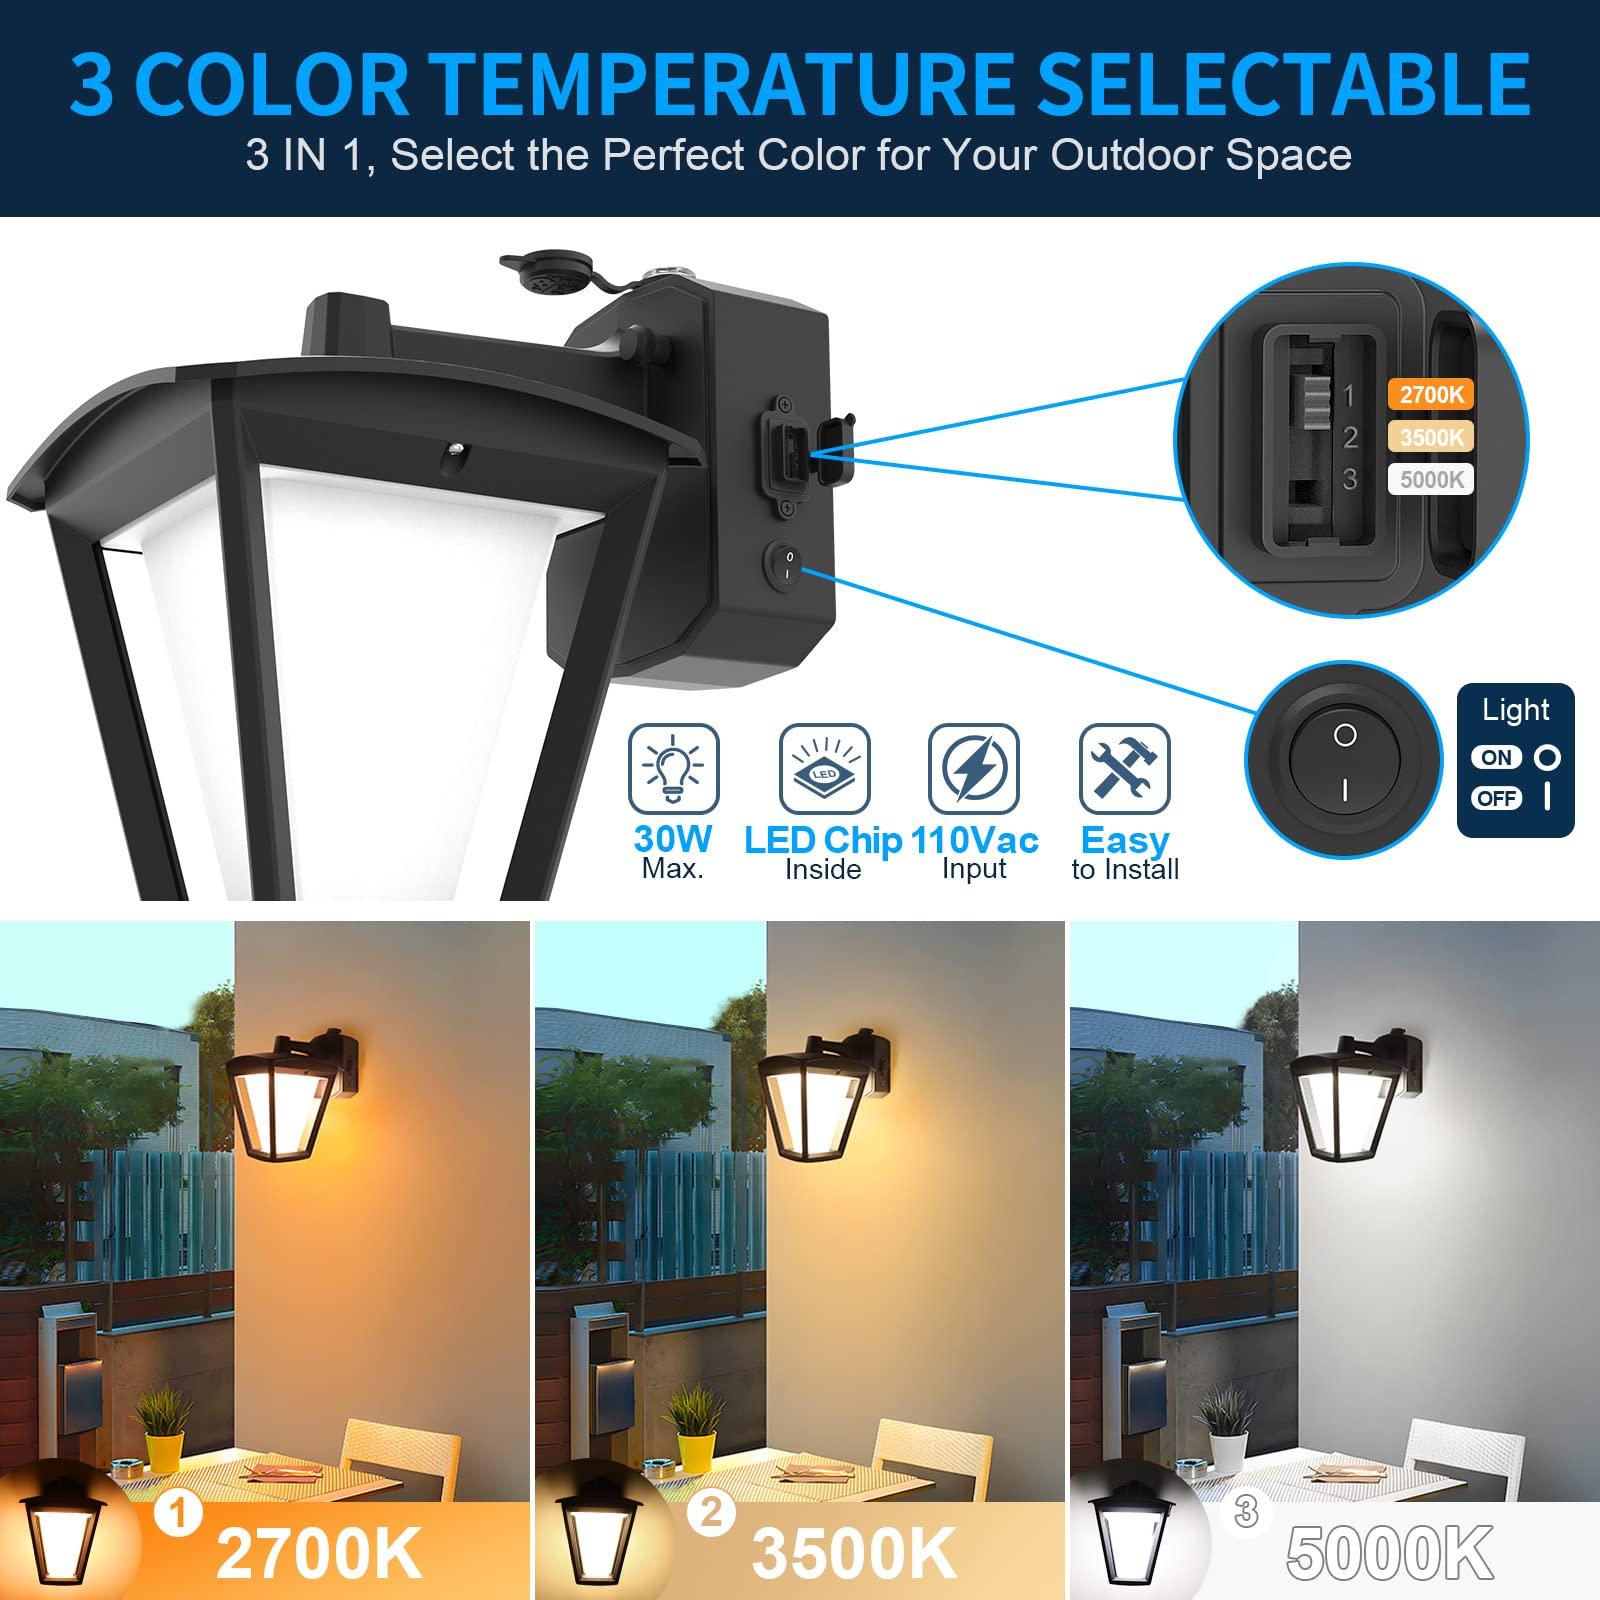 3 COLOR TEMPERATURE SELECTABLE
3 IN 1, Select the Perfect Color for Your Outdoor Space
1 2700K
2 3500K
3 5000K
O
I
O
I
Light
ON O
OFF I
LED
30W
Max.
LED Chip
Inside
110Vac
Input
Easy
to Install
1 2700K
2 3500K
3 5000K